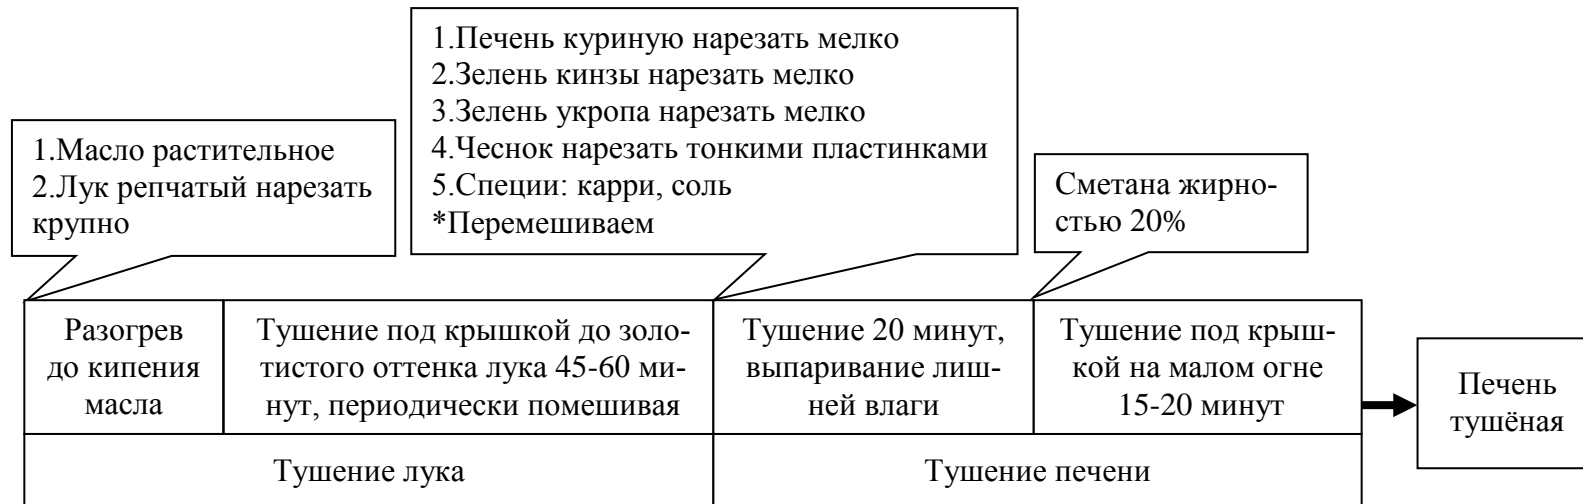 1.Масло растительное
2.Лук репчатый нарезать
крупно
1.Печень куриную нарезать мелко
2.Зелень кинзы нарезать мелко
3.Зелень укропа нарезать мелко
4.Чеснок нарезать тонкими пластинками
5.Специи: карри, соль
*Перемешиваем
Сметана жирно-
стью 20%
Разогрев
до кипения
масла
Тушение под крышкой до золо-
тистого оттенка лука 45-60 ми-
нут, периодически помешивая
Тушение 20 минут,
выпаривание лиш-
ней влаги
Тушение под крыш-
кой на малом огне
15-20 минут
Печень
тушёная
Тушение лука
Тушение печени